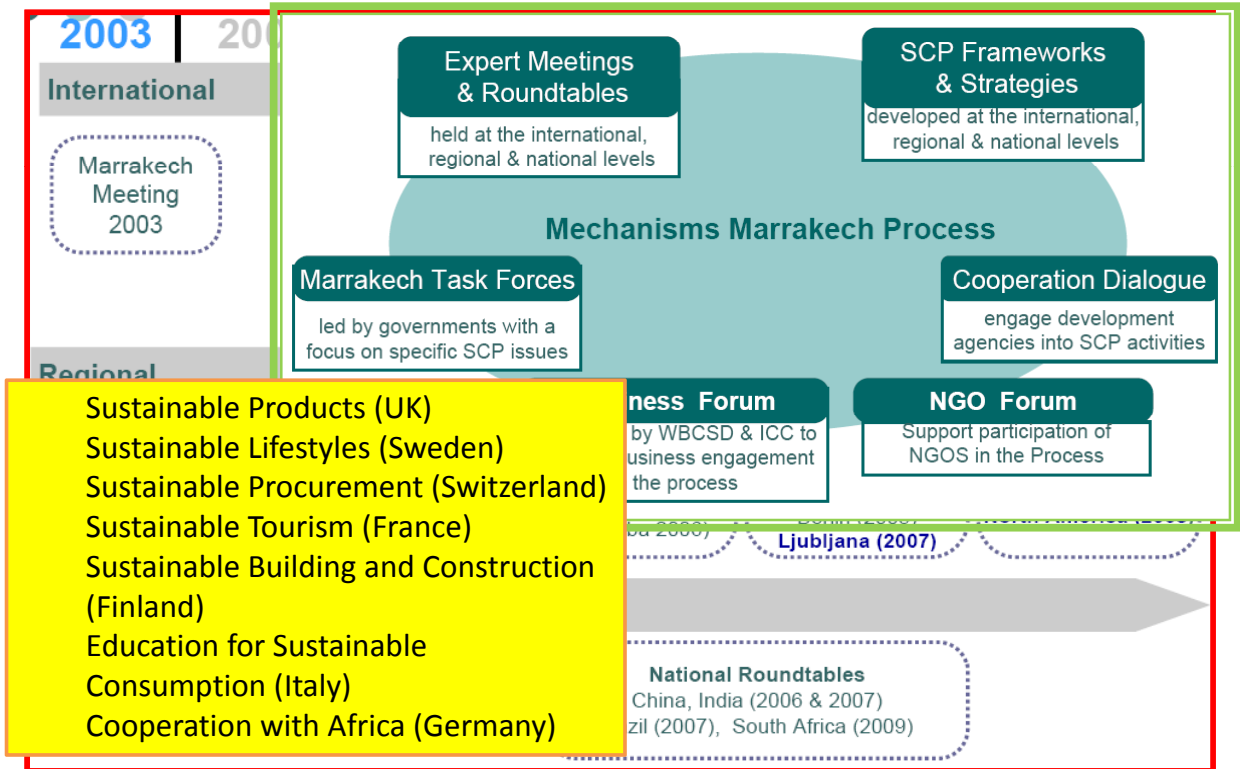 2003
International
Marrakech
Meeting
2003
Regional
Expert Meetings
& Roundtables
held at the international,
regional & national levels
SCP Frameworks
& Strategies
developed at the international,
regional & national levels
Mechanisms Marrakech Process
Marrakech Task Forces
led by governments with a
focus on specific SCP issues
Cooperation Dialogue
engage development
agencies into SCP activities
ness Forum
by WBCSD & ICC to
usiness engagement
the process
NGO Forum
Support participation of
NGOS in the Process
Sustainable Products (UK)
Sustainable Lifestyles (Sweden)
Sustainable Procurement (Switzerland)
Sustainable Tourism (France)
Sustainable Building and Construction
(Finland)
Education for Sustainable
Consumption (Italy)
Cooperation with Africa (Germany)
Ljubljana (2007)
National Roundtables
China, India (2006 & 2007)
zil (2007), South Africa (2009)